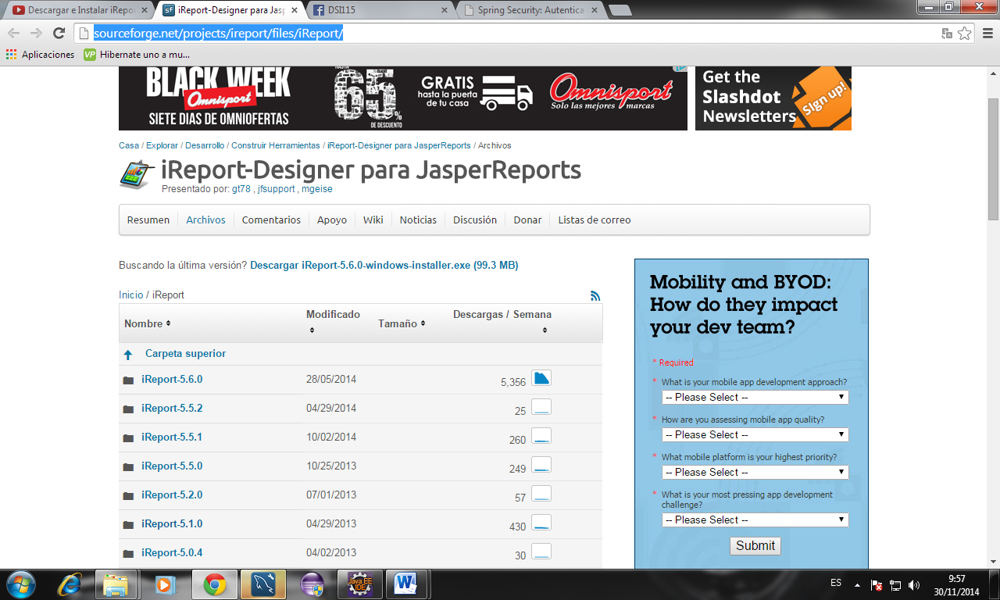 Descargar e Instalar iRepo
iReport-Designer para Jasp
DSI115
Spring Security: Autentica
sourceforge.net/projects/ireport/files/iReport/
Aplicaciones
VP Hibernate uno a mu...
BLACK WEEK
Omnisport
SIETE DIAS DE OMNIOFERTAS
HASTA
65%
DE DESCUENTO
GRATIS
hasta la puerta
de tu casa
Omnisport
Solo las mejores marcas
Get the
Slashdot
Newsletters
Sign up!
Casa / Explorar / Desarrollo / Construir Herramientas / iReport-Designer para JasperReports / Archivos
iReport-Designer para JasperReports
Presentado por: gt78 , jfsupport , mgeise
Resumen Archivos Comentarios Apoyo Wiki Noticias Discusión Donar Listas de correo
Buscando la última versión? Descargar iReport-5.6.0-windows-installer.exe (99.3 MB)
Inicio / iReport
Nombre Modificado Tamaño Descargas / Semana
Carpeta superior
iReport-5.6.0 28/05/2014 5,356
iReport-5.5.2 04/29/2014 25
iReport-5.5.1 10/02/2014 260
iReport-5.5.0 10/25/2013 249
iReport-5.2.0 07/01/2013 57
iReport-5.1.0 04/29/2013 430
iReport-5.0.4 04/02/2013 30
Mobility and BYOD:
How do they impact
your dev team?
* Required
* What is your mobile app development approach?
-- Please Select --
* How are you assessing mobile app quality?
-- Please Select --
* What mobile platform is your highest priority?
-- Please Select --
* What is your most pressing app development
challenge?
-- Please Select --
Submit
Java EE
IDE
ES
9:57
30/11/2014